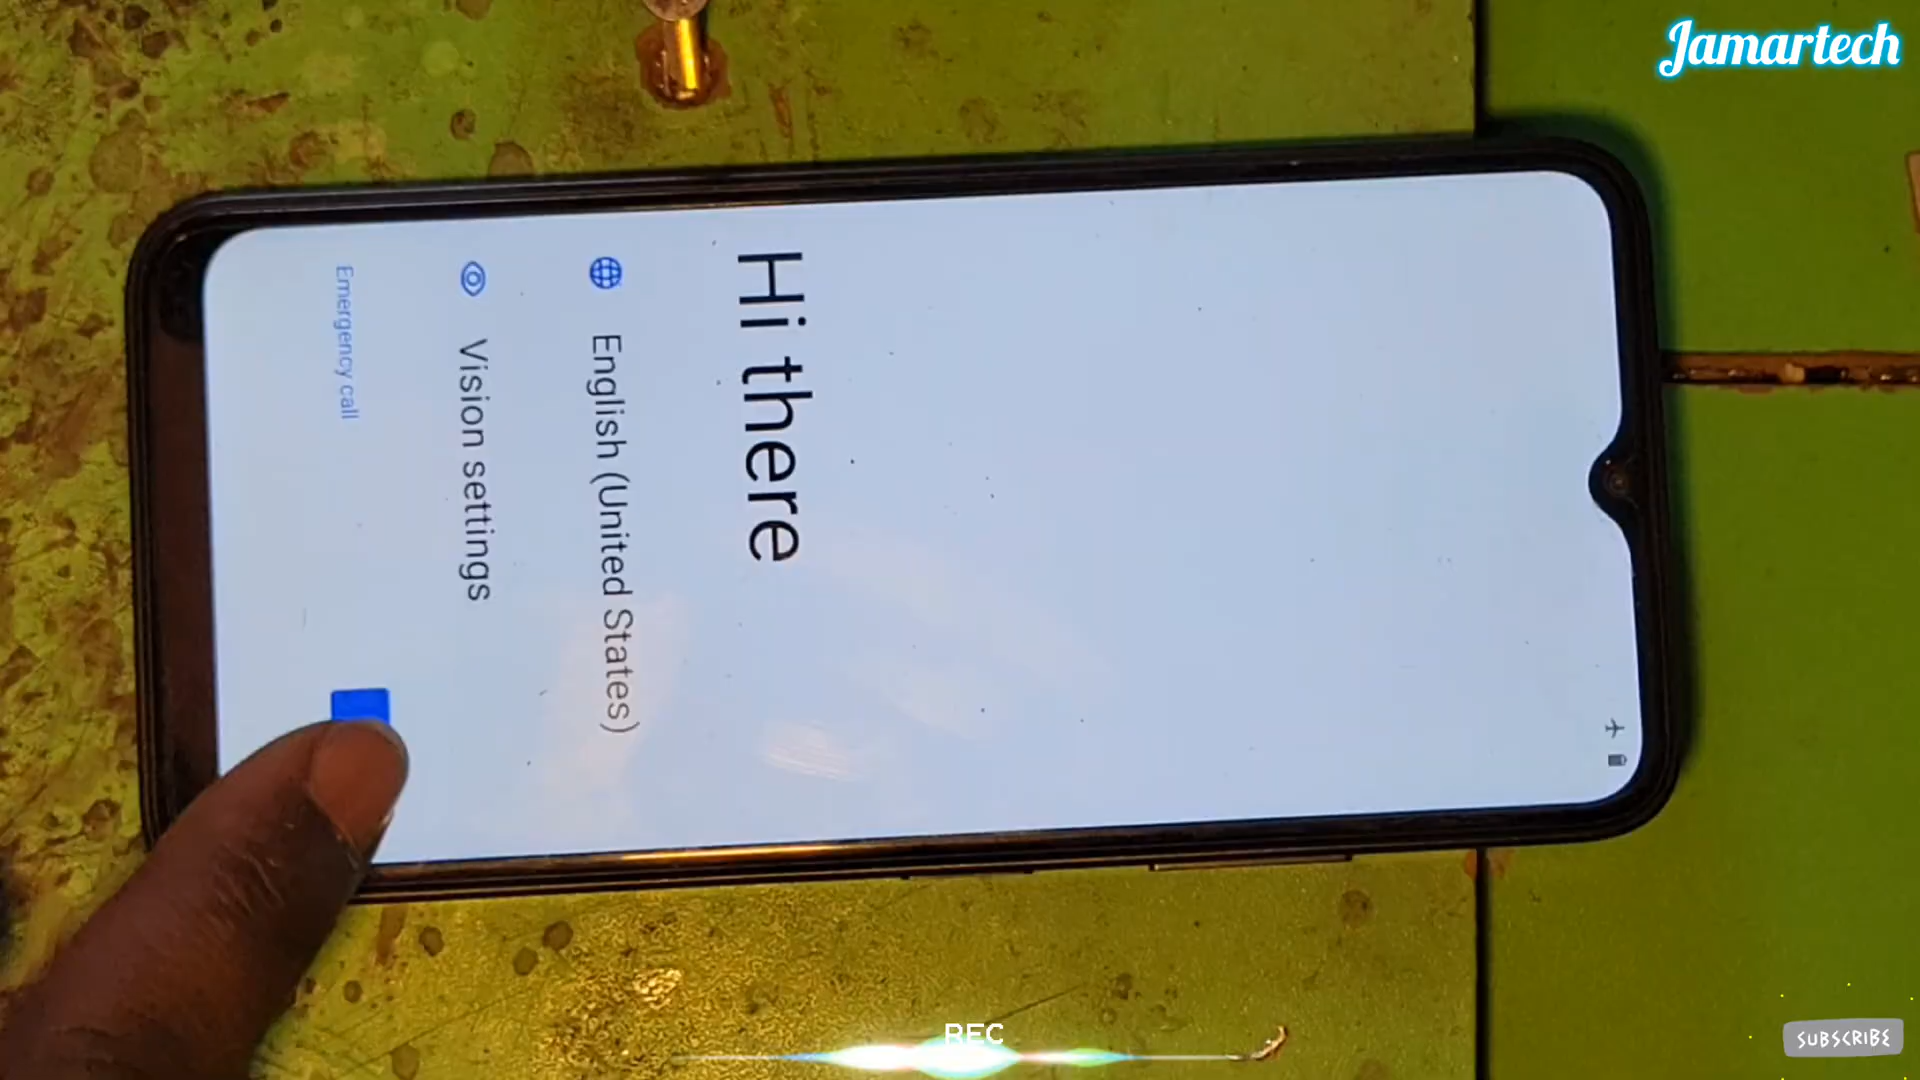 Jamartech
Hi there
English (United States)
Vision settings
Emergency call
REC
SUBSCRIBE